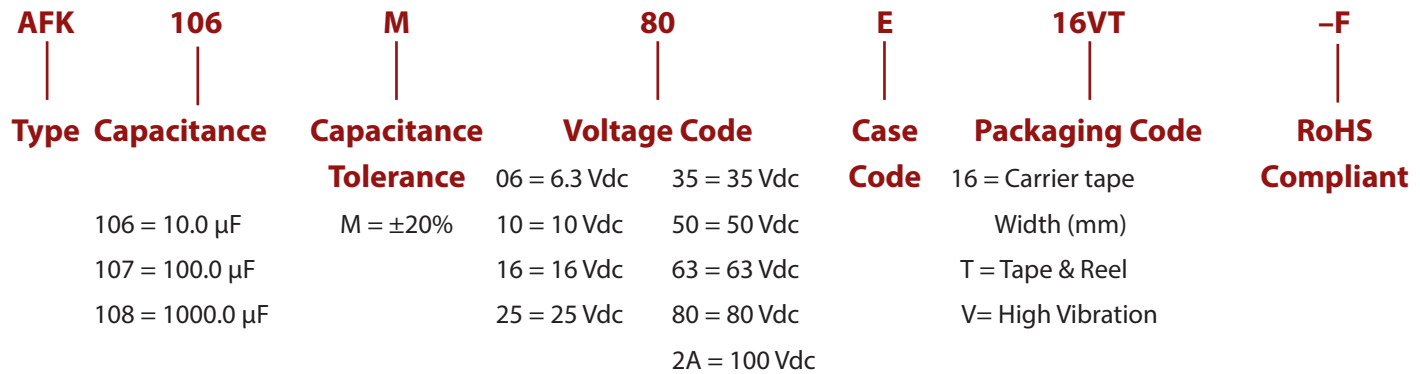 AFK 106 M 80 E 16VT –F
Type Capacitance Capacitance Voltage Code Case Packaging Code RoHS
Tolerance 06 = 6.3 Vdc 35 = 35 Vdc Code 16 = Carrier tape Compliant
106 = 10.0 µF M = ±20% 10 = 10 Vdc 50 = 50 Vdc Width (mm)
107 = 100.0 µF 16 = 16 Vdc 63 = 63 Vdc T = Tape & Reel
108 = 1000.0 µF 25 = 25 Vdc 80 = 80 Vdc V= High Vibration
2A = 100 Vdc